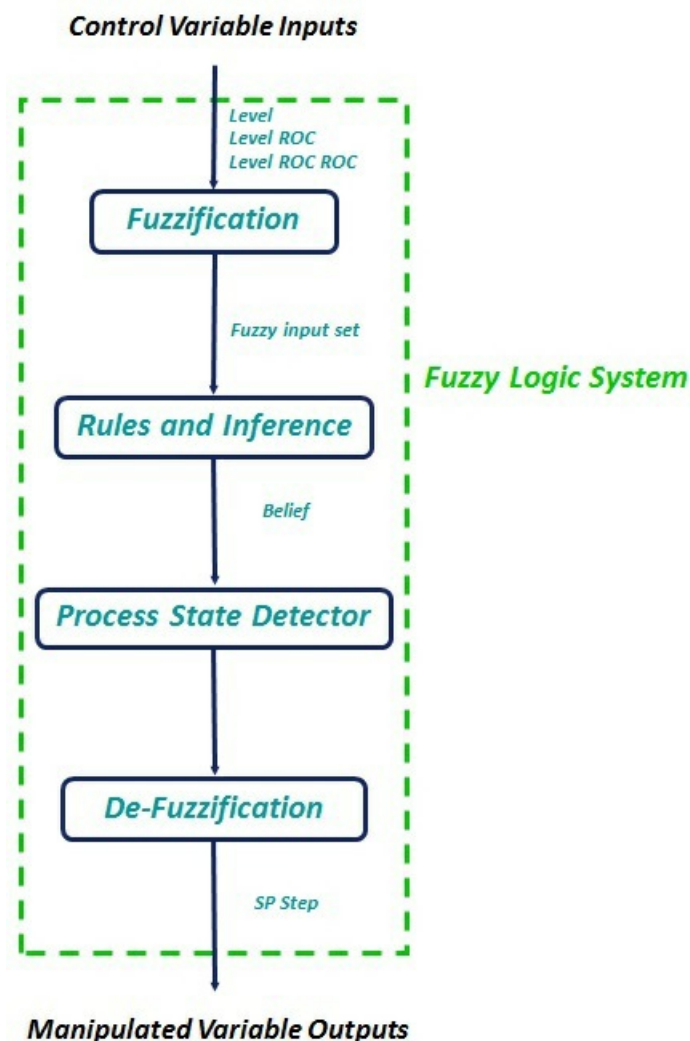 Control Variable Inputs
Level
Level ROC
Level ROC ROC
Fuzzification
Fuzzy input set
Fuzzy Logic System
Rules and Inference
Belief
Process State Detector
De-Fuzzification
SP Step
Manipulated Variable Outputs